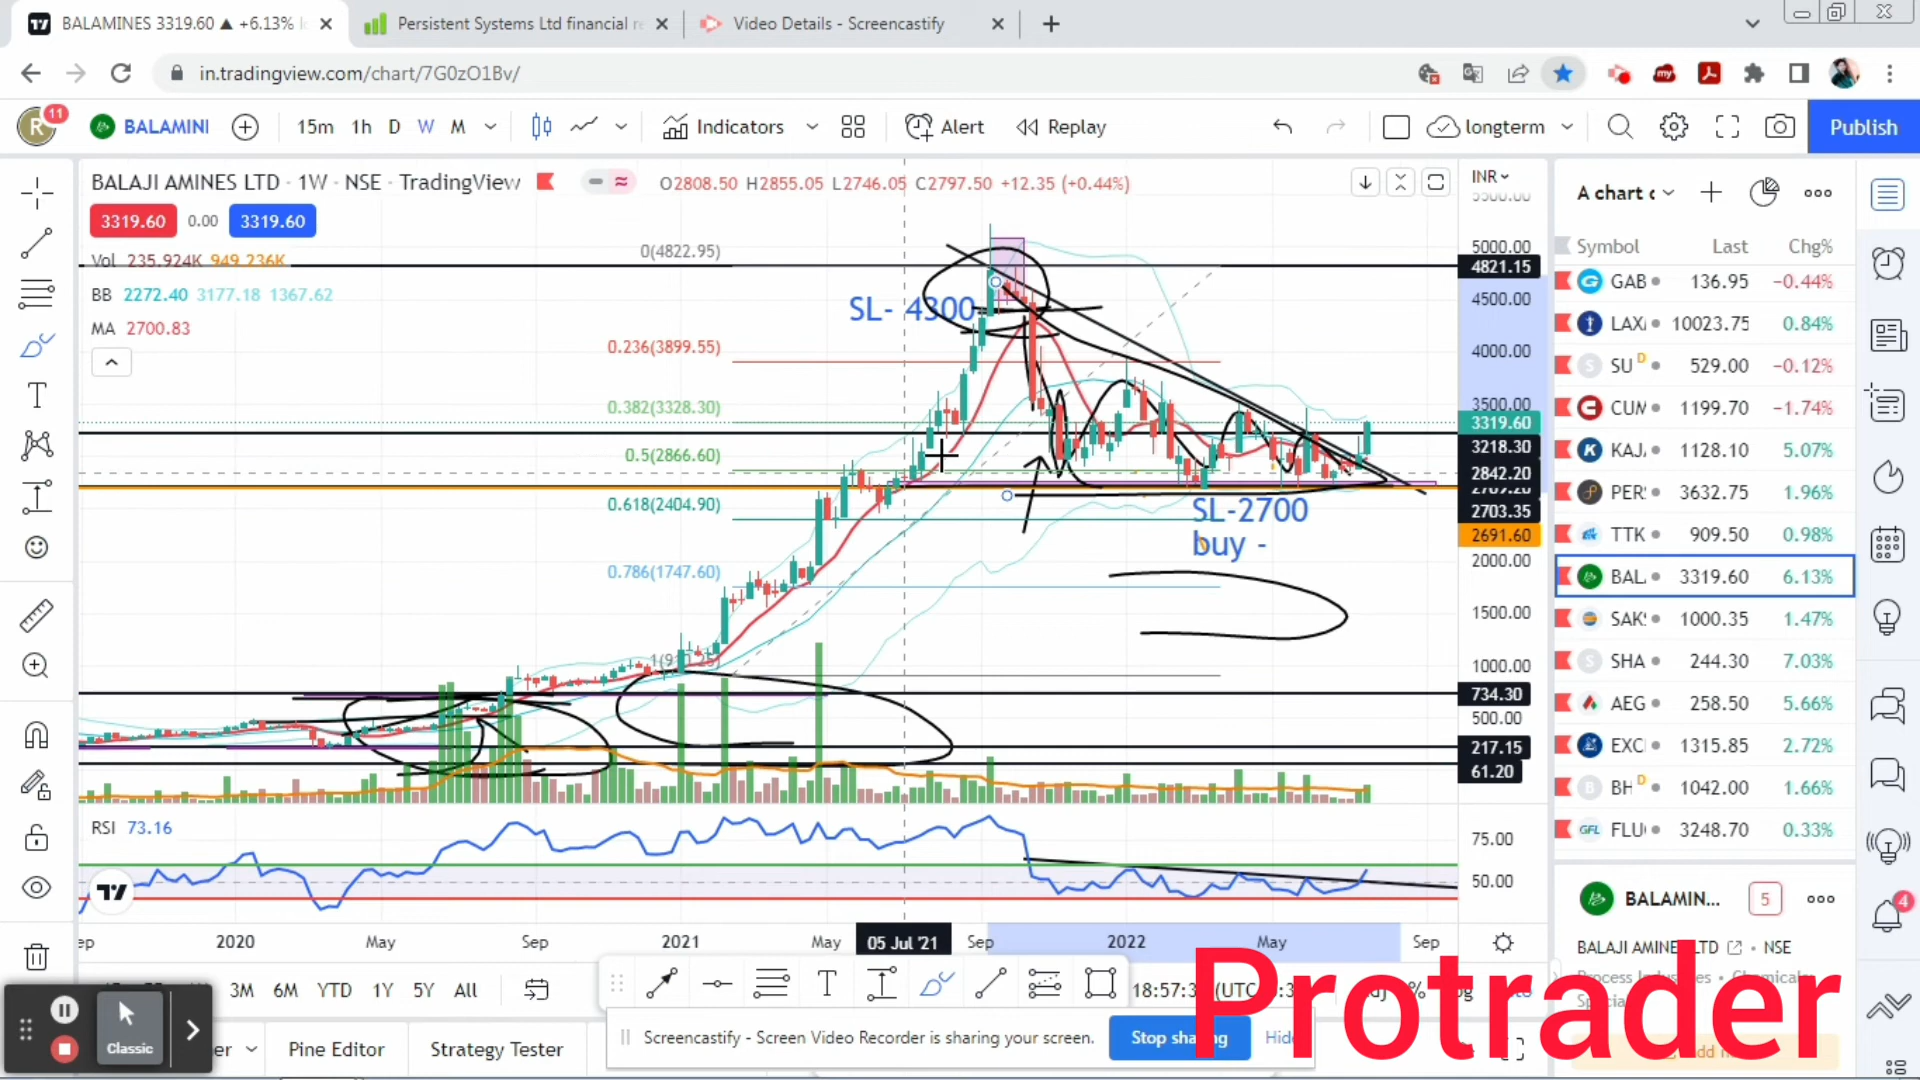 BALAMINES 3319.60 ▲ +6.13%
Persistent Systems Ltd financial
Video Details - Screencastify
in.tradingview.com/chart/7G0zO1Bv/
R 11
BALAMINI
15m 1h D W M
Indicators
Alert
Replay
longterm
Publish
BALAJI AMINES LTD · 1W · NSE · TradingView
O2808.50 H2855.05 L2746.05 C2797.50 +12.35 (+0.44%)
3319.60 0.00 3319.60
Vol 235.924K 949.236K
BB 2272.40 3177.18 1367.62
MA 2700.83
0(4822.95)
SL- 4300
0.236(3899.55)
0.382(3328.30)
0.5(2866.60)
0.618(2404.90)
SL-2700
buy -
0.786(1747.60)
INR
5000.00
4821.15
4500.00
4000.00
3500.00
3319.60
3218.30
2842.20
2703.35
2691.60
2000.00
1500.00
1000.00
734.30
500.00
217.15
61.20
RSI 73.16
75.00
50.00
2020 May Sep 2021 May 05 Jul '21 Sep 2022 May Sep
3M 6M YTD 1Y 5Y All
Pine Editor
Strategy Tester
Classic
Screencastify - Screen Video Recorder is sharing your screen.
Stop sharing
A chart
Symbol Last Chg%
GAB 136.95 −0.44%
LAX 10023.75 0.84%
SU D 529.00 −0.12%
CUM 1199.70 −1.74%
KAJ 1128.10 5.07%
PER 3632.75 1.96%
TTK 909.50 0.98%
BAL 3319.60 6.13%
SAK 1000.35 1.47%
SHA 244.30 7.03%
AEG 258.50 5.66%
EXC 1315.85 2.72%
BH D 1042.00 1.66%
FLU 3248.70 0.33%
BALAMIN... 5
NSE
4
Protrader